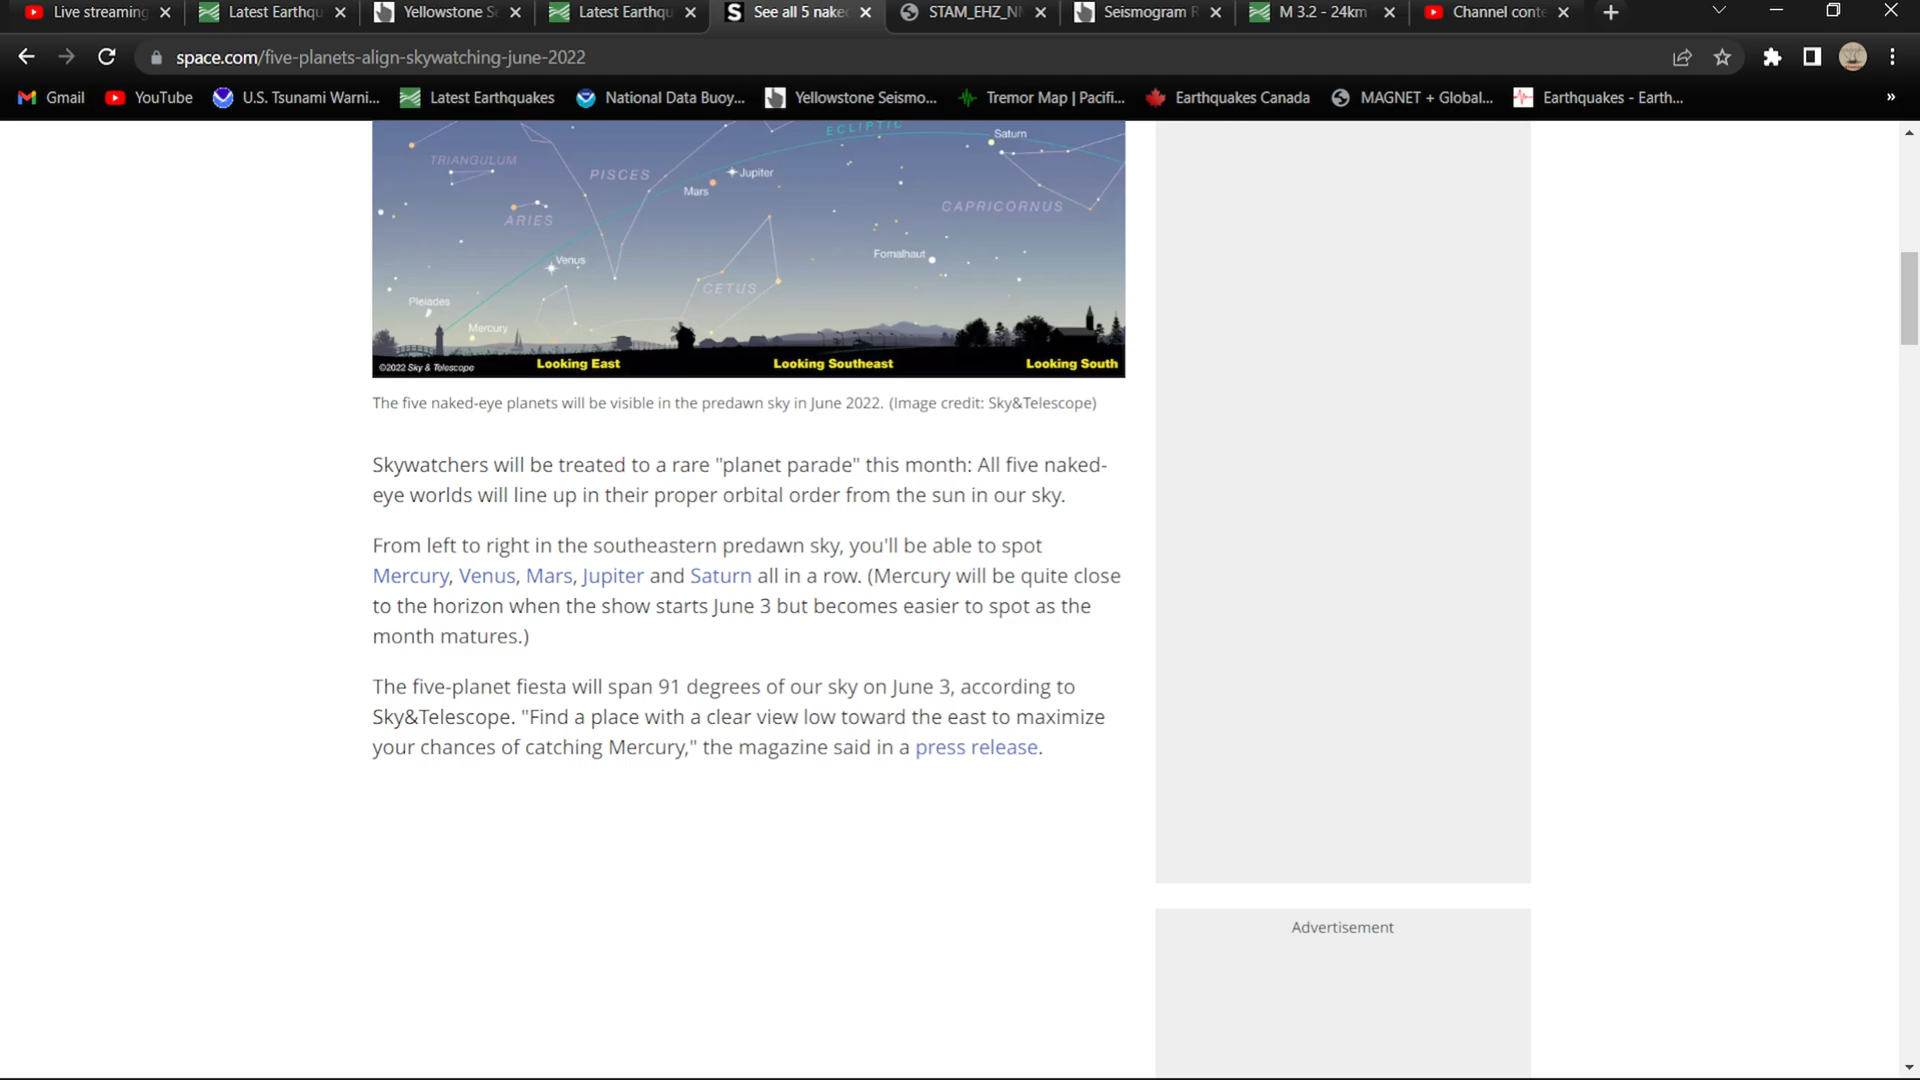 Live streaming
Latest Earthqu
Yellowstone Se
Latest Earthqu
See all 5 naked
STAM_EHZ_N
Seismogram R
M 3.2 - 24km
Channel conte
space.com/five-planets-align-skywatching-june-2022
Gmail
YouTube
U.S. Tsunami Warni...
Latest Earthquakes
National Data Buoy...
Yellowstone Seismo...
Tremor Map | Pacifi...
Earthquakes Canada
MAGNET + Global...
Earthquakes - Earth...
»
ECLIPTIC
Saturn
TRIANGULUM
PISCES
Jupiter
Mars
ARIES
CAPRICORNUS
Venus
Fomalhaut
CETUS
Pleiades
Mercury
Looking East
Looking Southeast
Looking South
©2022 Sky & Telescope
The five naked-eye planets will be visible in the predawn sky in June 2022. (Image credit: Sky&Telescope)
Skywatchers will be treated to a rare "planet parade" this month: All five naked-
eye worlds will line up in their proper orbital order from the sun in our sky.
From left to right in the southeastern predawn sky, you'll be able to spot
Mercury, Venus, Mars, Jupiter and Saturn all in a row. (Mercury will be quite close
to the horizon when the show starts June 3 but becomes easier to spot as the
month matures.)
The five-planet fiesta will span 91 degrees of our sky on June 3, according to
Sky&Telescope. "Find a place with a clear view low toward the east to maximize
your chances of catching Mercury," the magazine said in a press release.
Advertisement